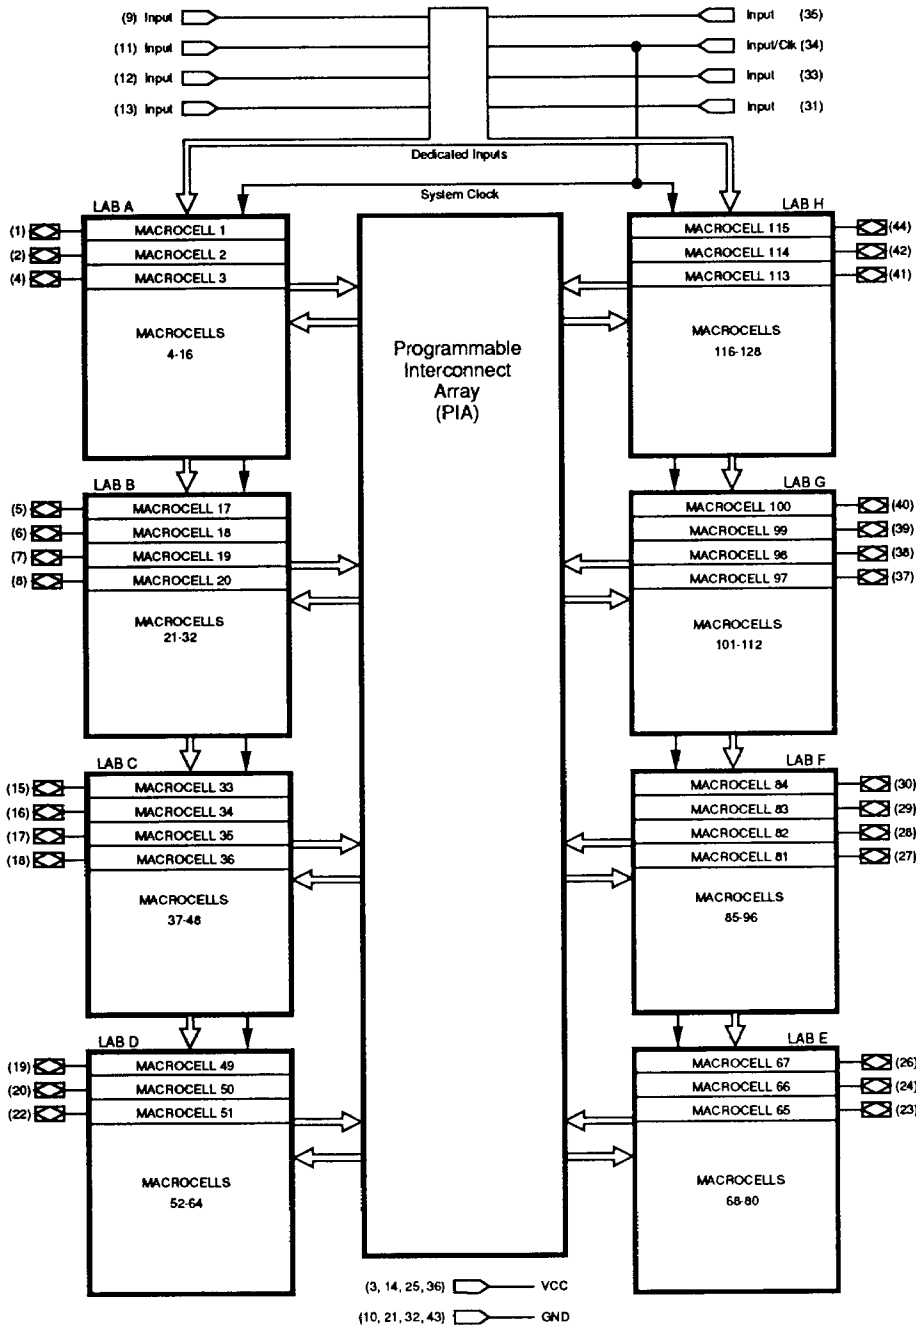 (9) Input
Input (35)
(11) Input
Input/Clk (34)
(12) Input
Input (33)
(13) Input
Input (31)
Dedicated Inputs
System Clock
LAB A
(1) MACROCELL 1
(2) MACROCELL 2
(4) MACROCELL 3
MACROCELLS
4-16
LAB H
MACROCELL 115 (44)
MACROCELL 114 (42)
MACROCELL 113 (41)
MACROCELLS
116-128
Programmable
Interconnect
Array
(PIA)
LAB B
(5) MACROCELL 17
(6) MACROCELL 18
(7) MACROCELL 19
(8) MACROCELL 20
MACROCELLS
21-32
LAB G
MACROCELL 100 (40)
MACROCELL 99 (39)
MACROCELL 98 (38)
MACROCELL 97 (37)
MACROCELLS
101-112
LAB C
(15) MACROCELL 33
(16) MACROCELL 34
(17) MACROCELL 35
(18) MACROCELL 36
MACROCELLS
37-48
LAB F
MACROCELL 84 (30)
MACROCELL 83 (29)
MACROCELL 82 (28)
MACROCELL 81 (27)
MACROCELLS
85-96
LAB D
(19) MACROCELL 49
(20) MACROCELL 50
(22) MACROCELL 51
MACROCELLS
52-64
LAB E
MACROCELL 67 (26)
MACROCELL 66 (24)
MACROCELL 65 (23)
MACROCELLS
68-80
(3, 14, 25, 36) VCC
(10, 21, 32, 43) GND